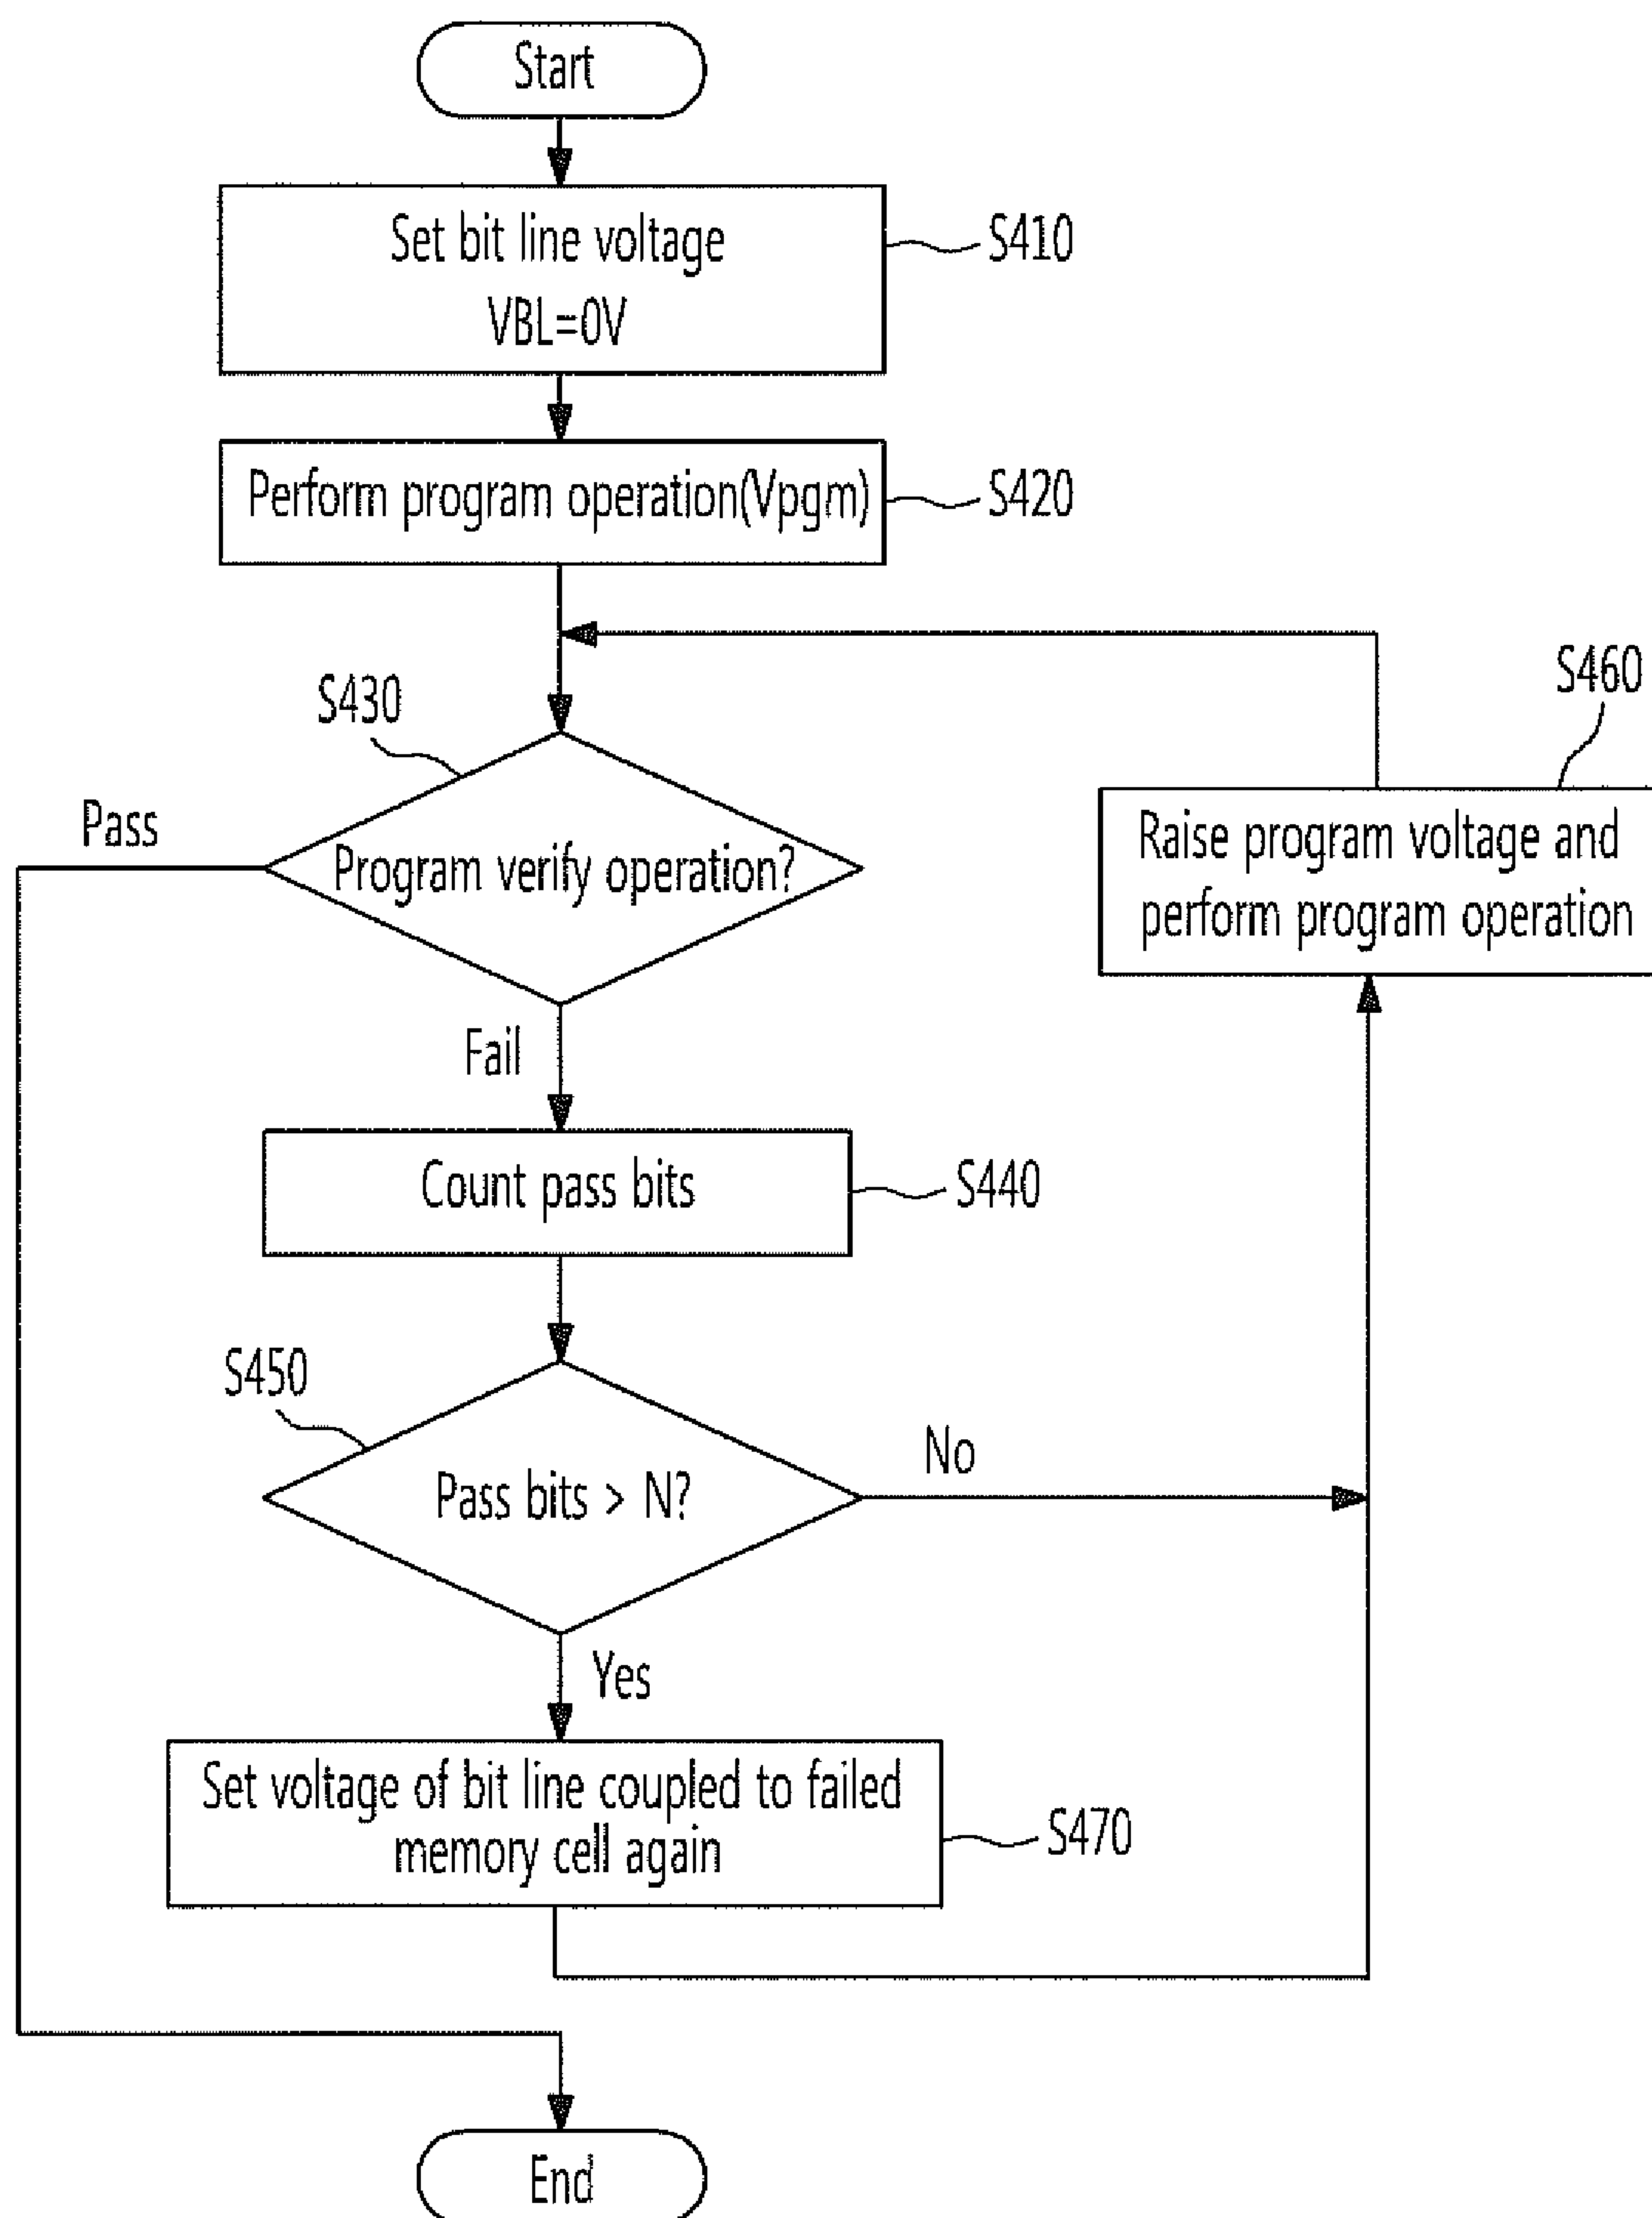 Start
Set bit line voltage
VBL=0V
S410
Perform program operation(Vpgm)
S420
S430
Program verify operation?
Pass
Fail
S460
Raise program voltage and
perform program operation
Count pass bits
S440
S450
Pass bits > N?
No
Yes
Set voltage of bit line coupled to failed
memory cell again
S470
End